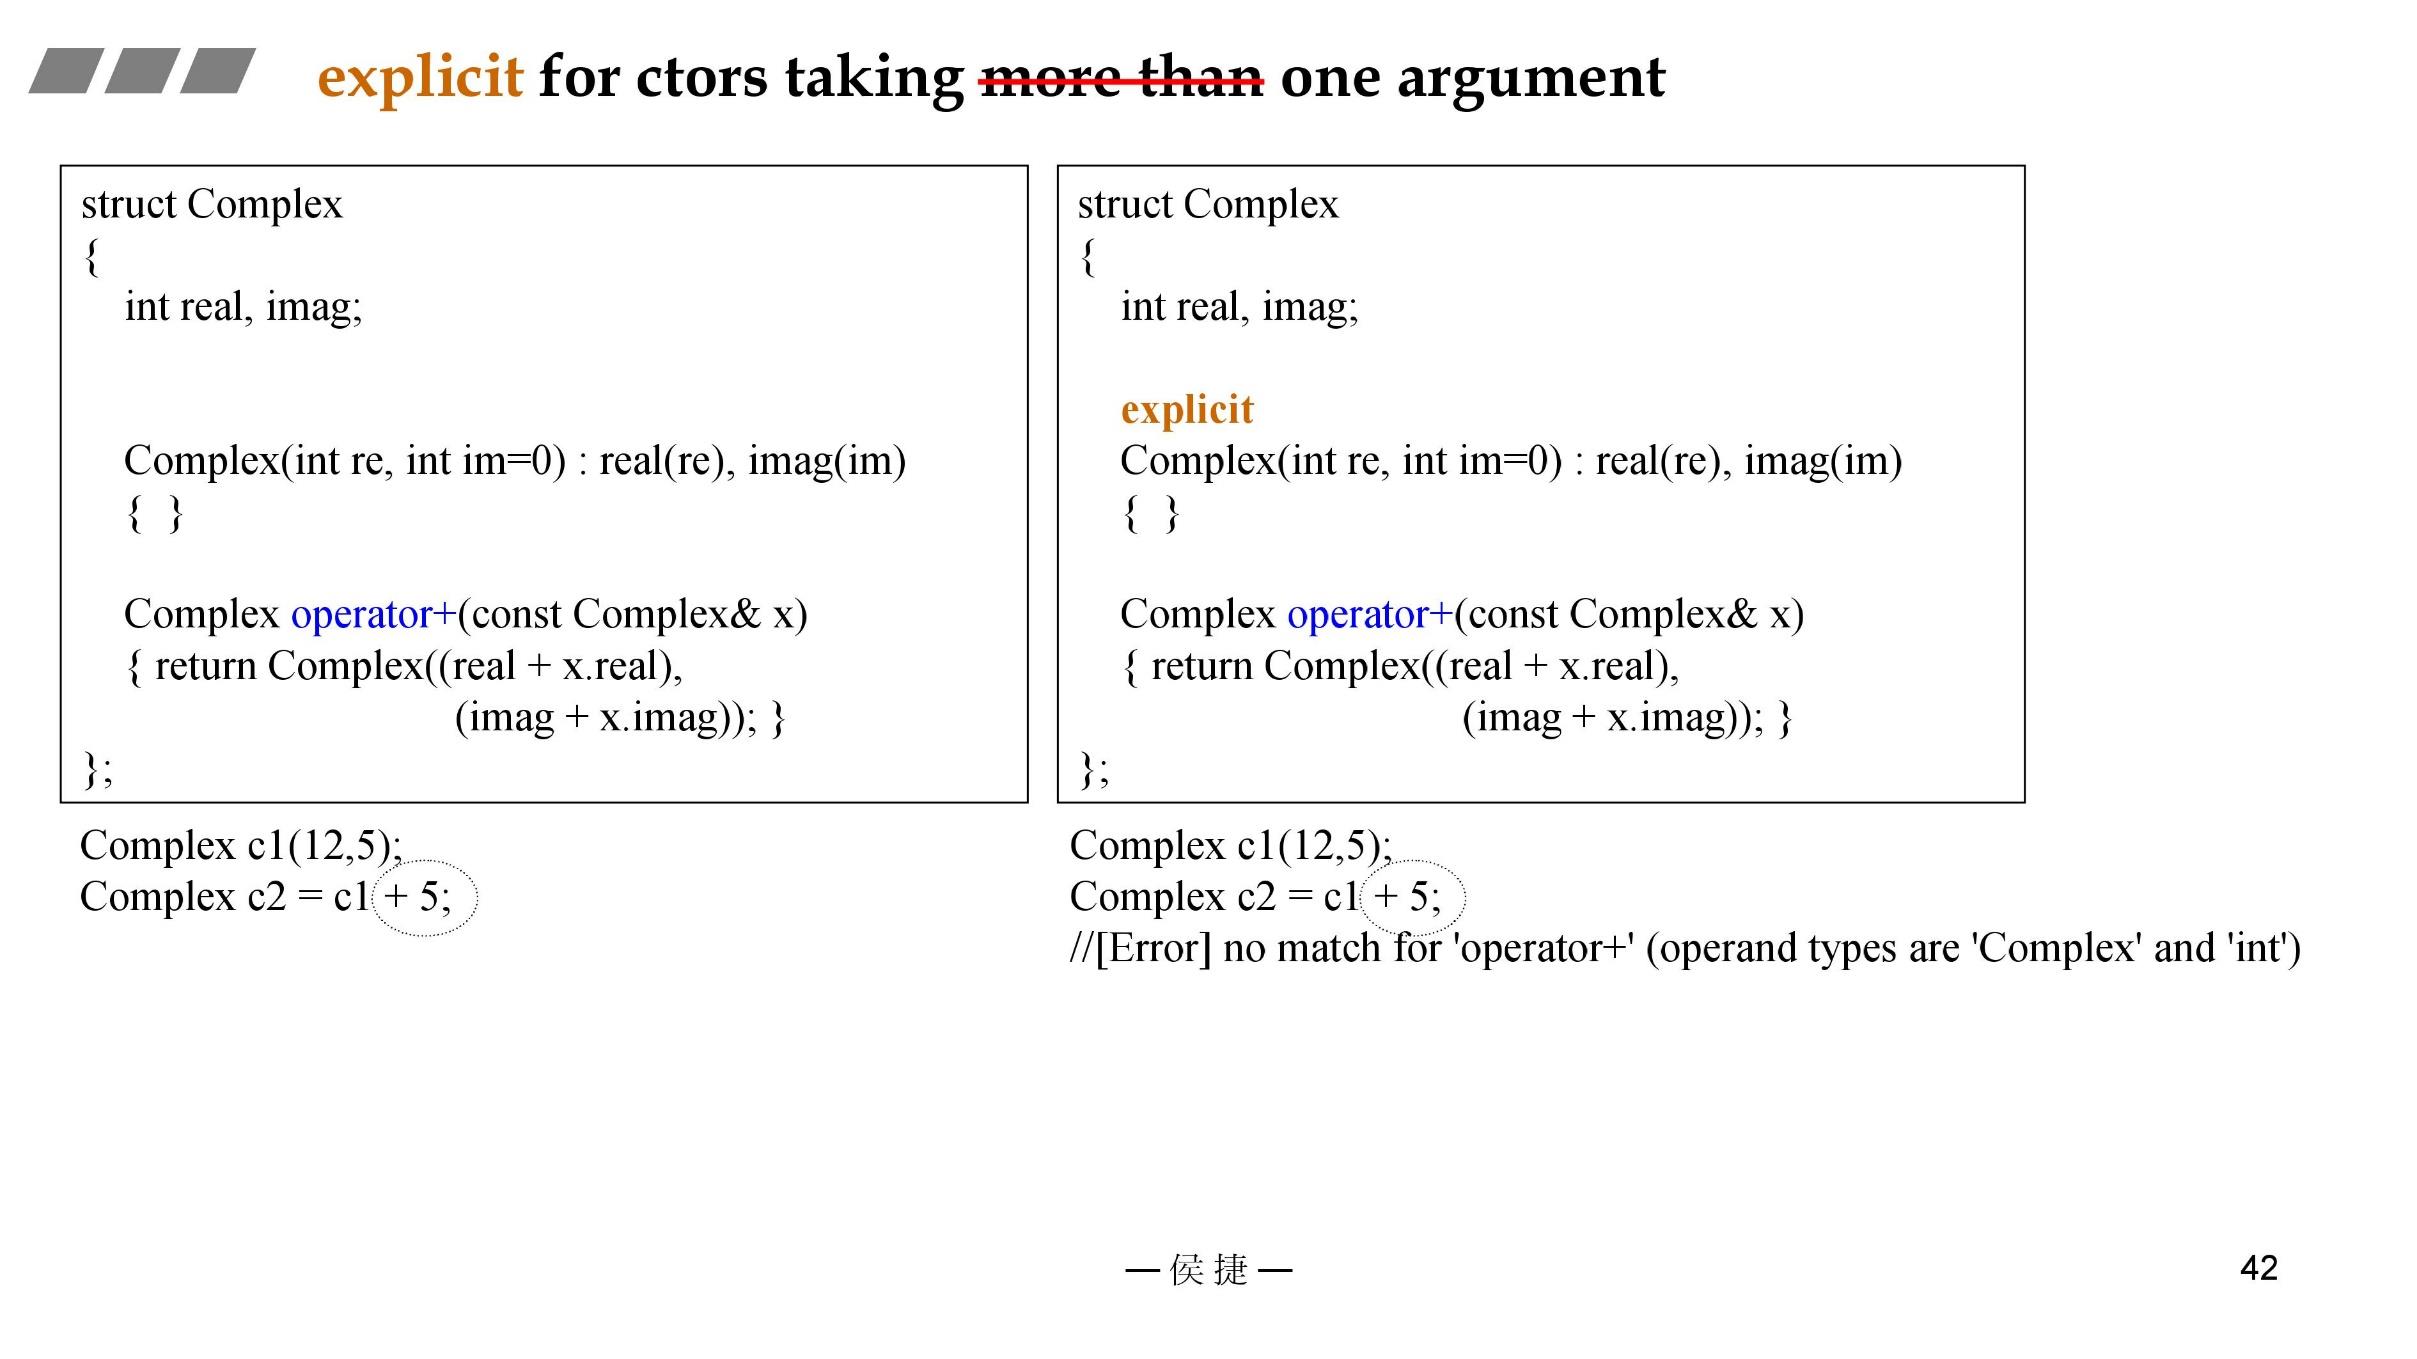 explicit for ctors taking more than one argument
struct Complex
{
int real, imag;
Complex(int re, int im=0) : real(re), imag(im)
{ }
Complex operator+(const Complex& x)
{ return Complex((real + x.real),
(imag + x.imag)); }
};
Complex c1(12,5);
Complex c2 = c1 + 5;
struct Complex
{
int real, imag;
explicit
Complex(int re, int im=0) : real(re), imag(im)
{ }
Complex operator+(const Complex& x)
{ return Complex((real + x.real),
(imag + x.imag)); }
};
Complex c1(12,5);
Complex c2 = c1 + 5;
//[Error] no match for 'operator+' (operand types are 'Complex' and 'int')
— 侯捷 —
42